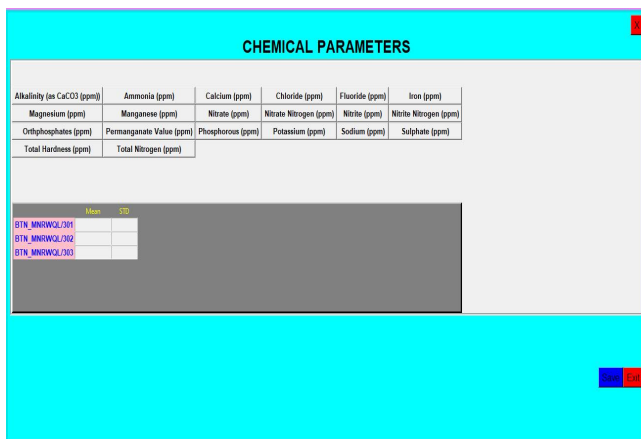 X
CHEMICAL PARAMETERS
Alkalinity (as CaCO3 (ppm)) Ammonia (ppm) Calcium (ppm) Chloride (ppm) Fluoride (ppm) Iron (ppm)
Magnesium (ppm) Manganese (ppm) Nitrate (ppm) Nitrate Nitrogen (ppm) Nitrite (ppm) Nitrite Nitrogen (ppm)
Orthphosphates (ppm) Permanganate Value (ppm) Phosphorous (ppm) Potassium (ppm) Sodium (ppm) Sulphate (ppm)
Total Hardness (ppm) Total Nitrogen (ppm)
Mean STD
BTN_MNRWQL/301
BTN_MNRWQL/302
BTN_MNRWQL/303
Exit